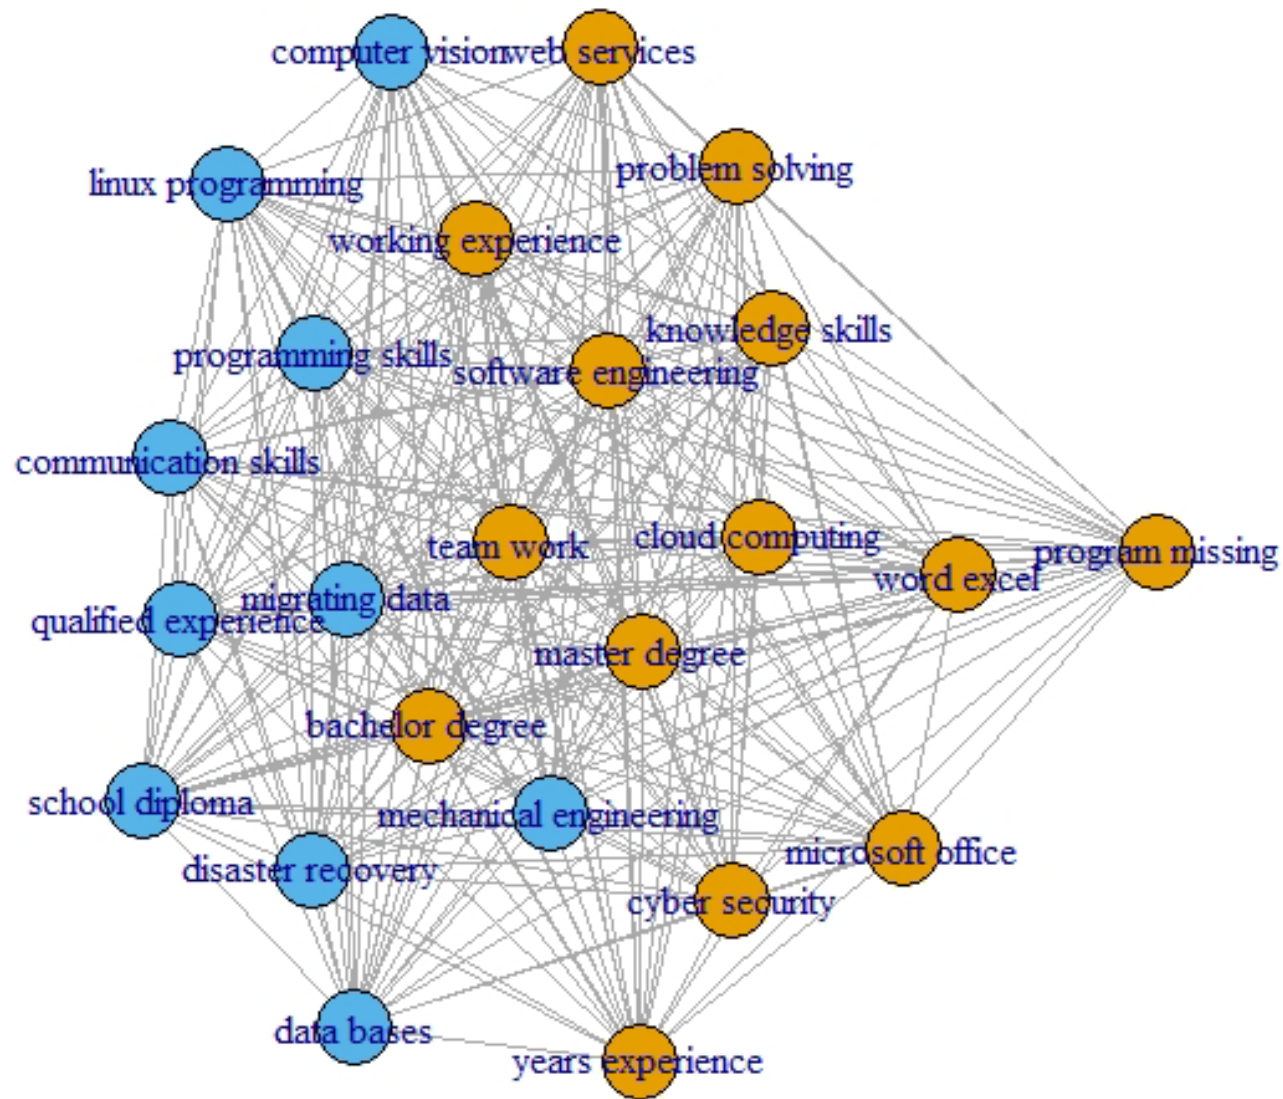 computer vision
web services
problem solving
linux programming
working experience
knowledge skills
programming skills
software engineering
communication skills
team work
cloud computing
program missing
word excel
migrating data
qualified experience
master degree
bachelor degree
school diploma
mechanical engineering
microsoft office
disaster recovery
cyber security
data bases
years experience